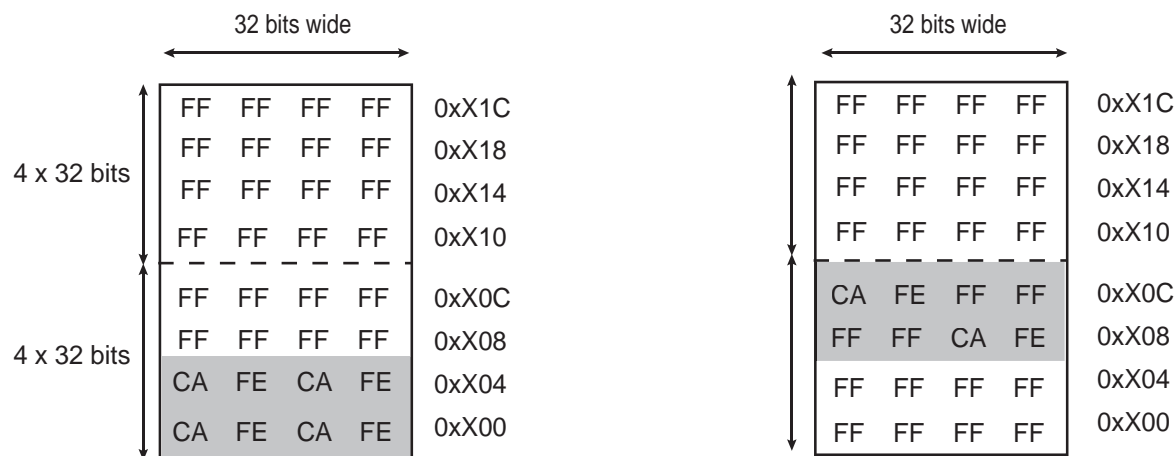 32 bits wide
FF FF FF FF 0xX1C
FF FF FF FF 0xX18
4 x 32 bits
FF FF FF FF 0xX14
FF FF FF FF 0xX10
FF FF FF FF 0xX0C
FF FF FF FF 0xX08
4 x 32 bits
CA FE CA FE 0xX04
CA FE CA FE 0xX00
32 bits wide
FF FF FF FF 0xX1C
FF FF FF FF 0xX18
FF FF FF FF 0xX14
FF FF FF FF 0xX10
CA FE FF FF 0xX0C
FF FF CA FE 0xX08
FF FF FF FF 0xX04
FF FF FF FF 0xX00